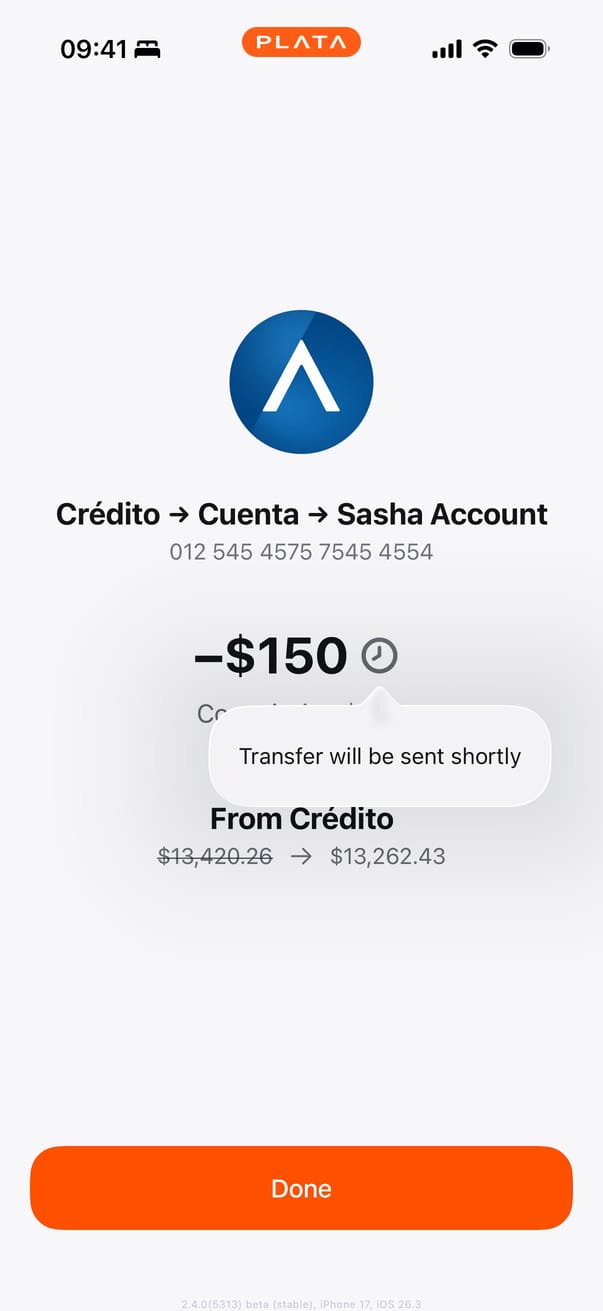 09:41
PLATA
Crédito → Cuenta → Sasha Account
012 545 4575 7545 4554
–$150
Transfer will be sent shortly
From Crédito
$13,420.26 → $13,262.43
Done
2.4.0(5313) beta (stable), iPhone 17, iOS 26.3